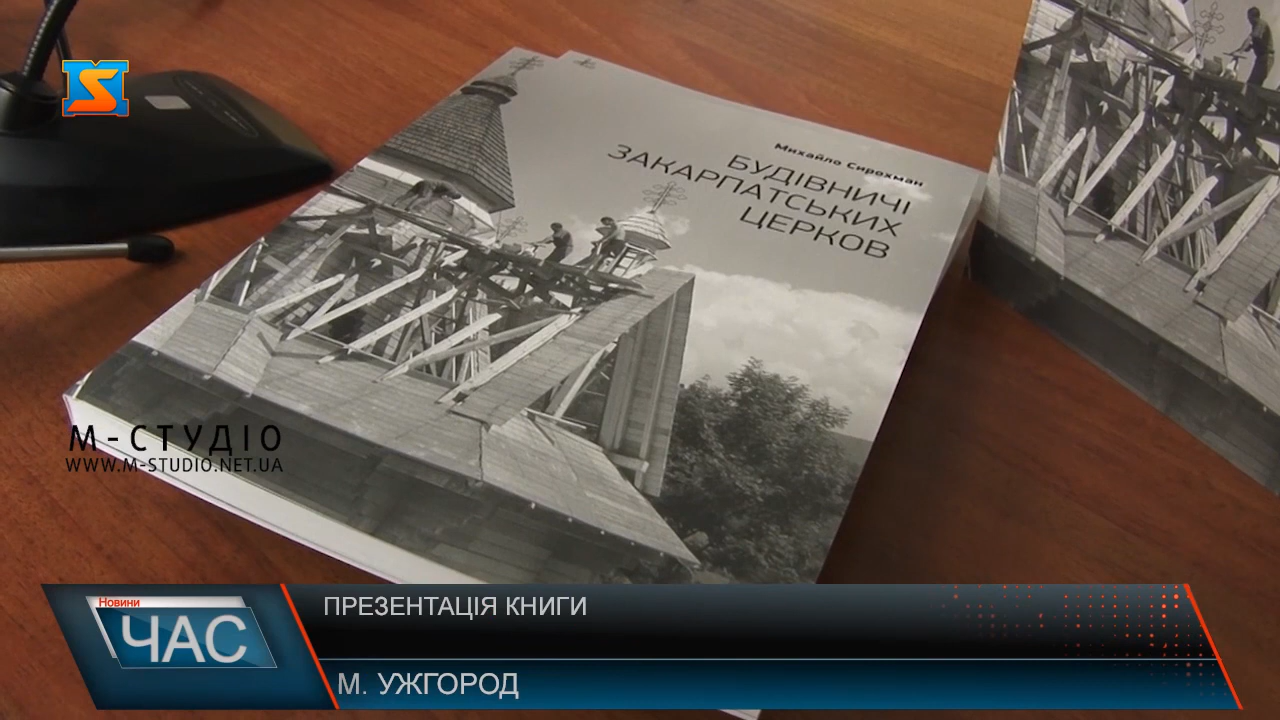 Михайло Сирохман
БУДІВНИЧІ
ЗАКАРПАТСЬКИХ
ЦЕРКОВ
М-СТУДІО
WWW.M-STUDIO.NET.UA
Новини
ЧАС
ПРЕЗЕНТАЦІЯ КНИГИ
М. УЖГОРОД